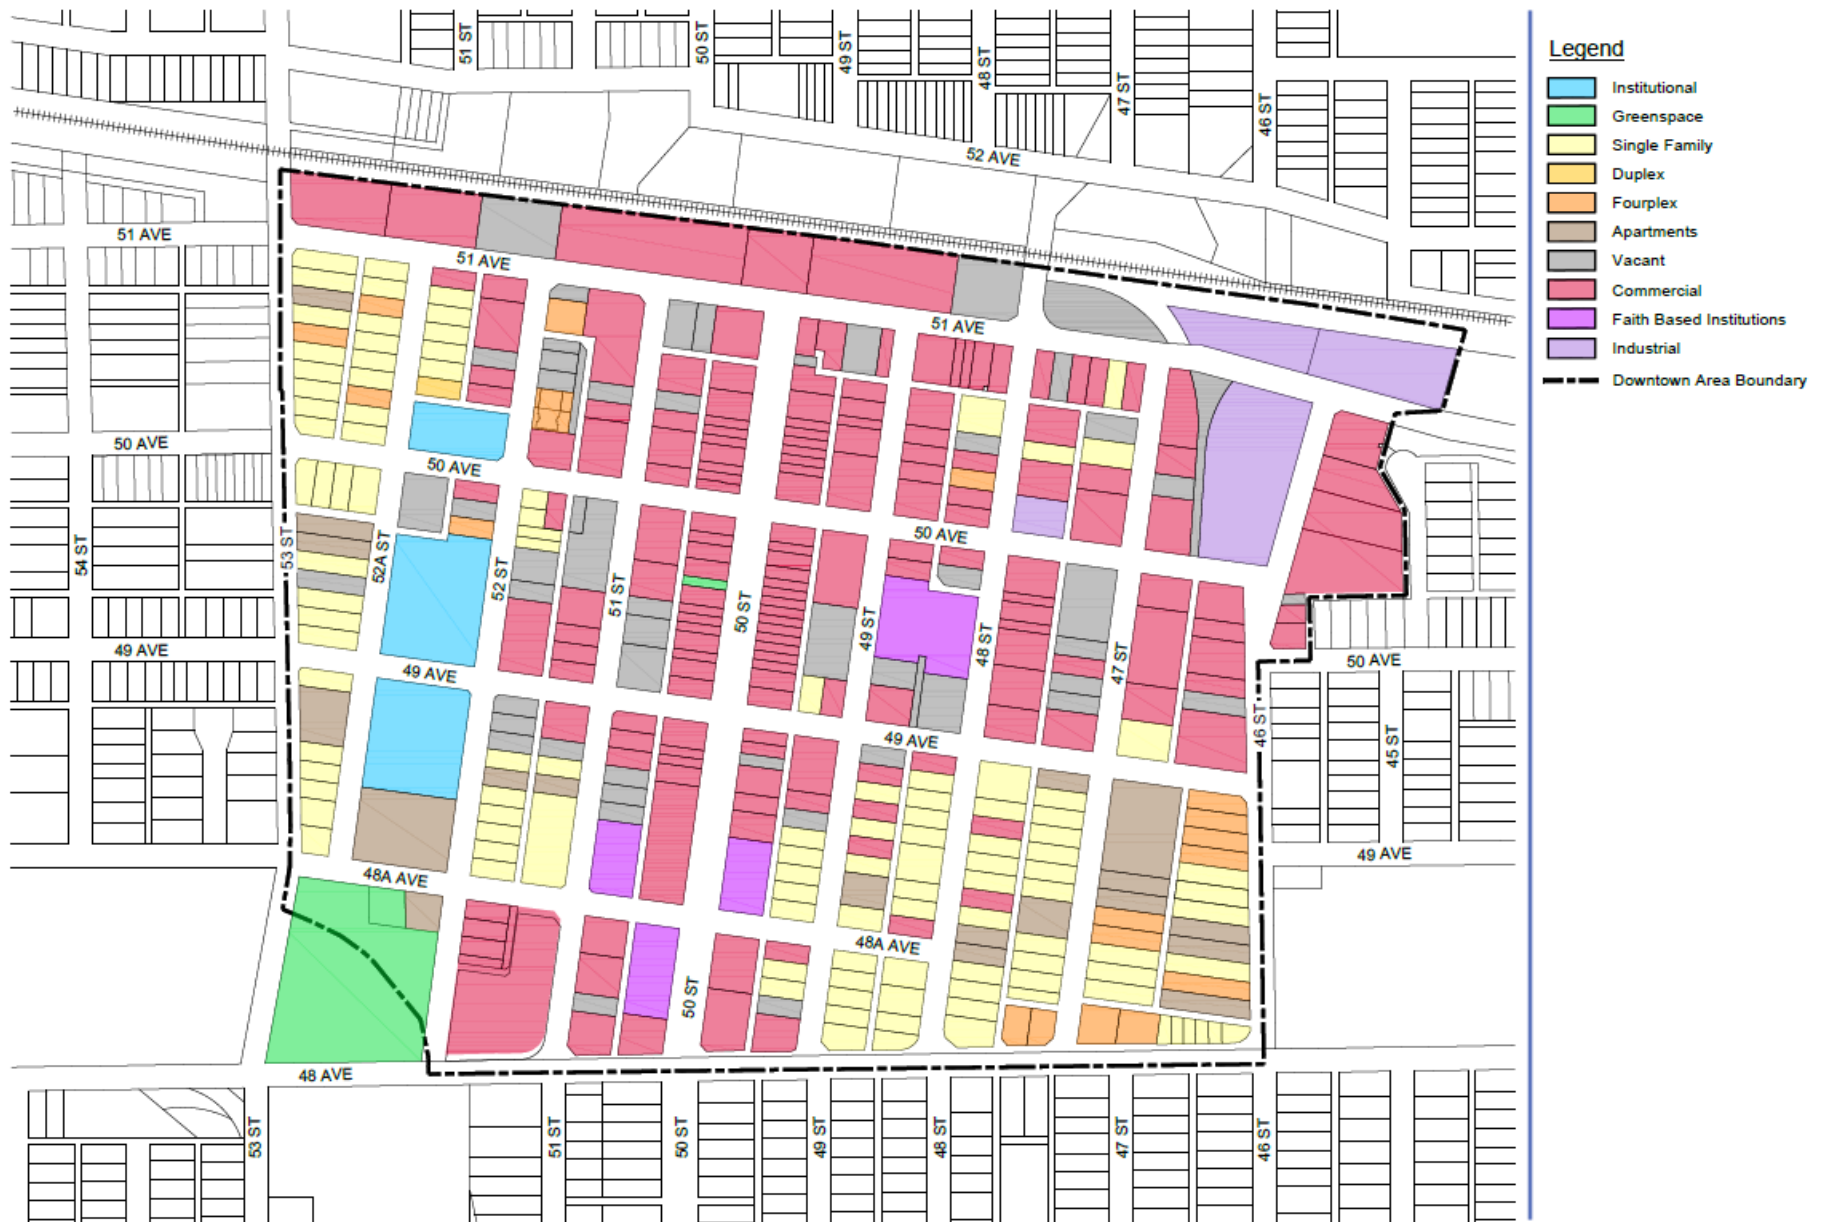 51 ST
50 ST
49 ST
48 ST
47 ST
46 ST
52 AVE
51 AVE
51 AVE
51 AVE
50 AVE
50 AVE
50 AVE
54 ST
53 ST
52A ST
52 ST
51 ST
50 ST
49 ST
48 ST
47 ST
49 AVE
49 AVE
50 AVE
46 ST
45 ST
49 AVE
48A AVE
49 AVE
48A AVE
50 ST
48 AVE
53 ST
51 ST
50 ST
49 ST
48 ST
47 ST
46 ST
Legend
Institutional
Greenspace
Single Family
Duplex
Fourplex
Apartments
Vacant
Commercial
Faith Based Institutions
Industrial
Downtown Area Boundary